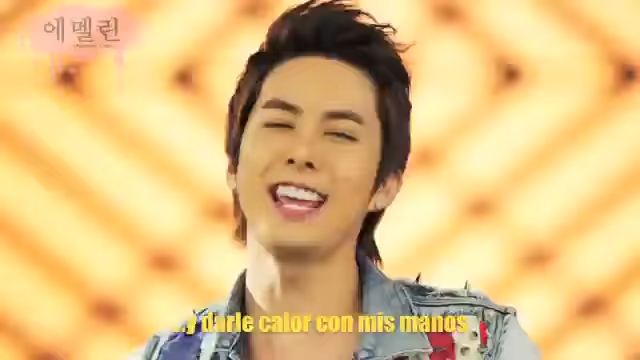 에멜린
..y darle calor con mis manos